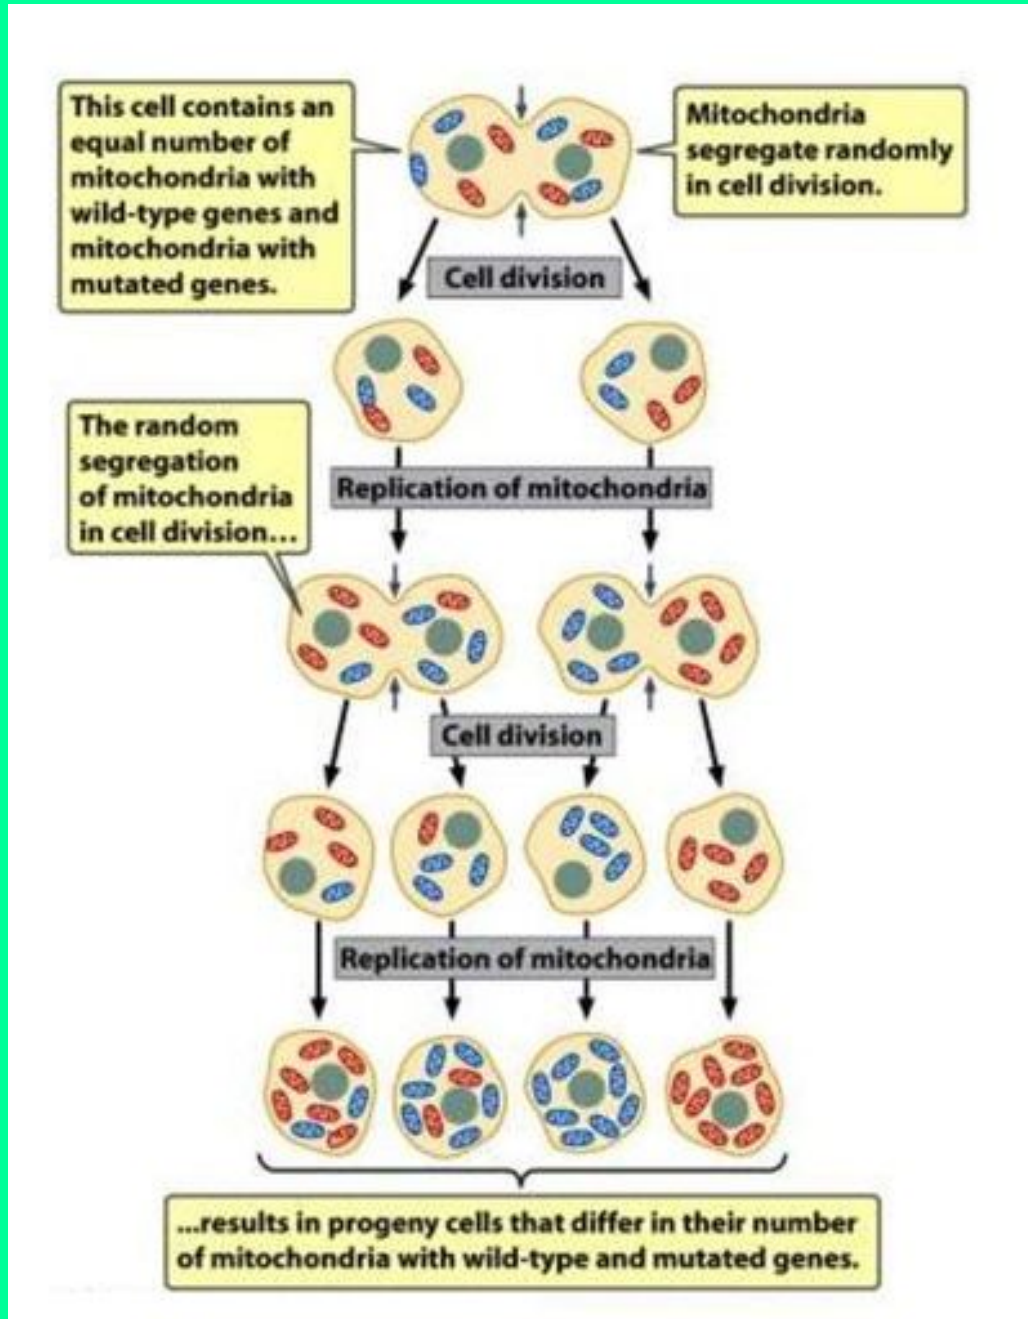 This cell contains an
equal number of
mitochondria with
wild-type genes and
mitochondria with
mutated genes.
Mitochondria
segregate randomly
in cell division.
Cell division
The random
segregation
of mitochondria
in cell division...
Replication of mitochondria
Cell division
Replication of mitochondria
...results in progeny cells that differ in their number
of mitochondria with wild-type and mutated genes.